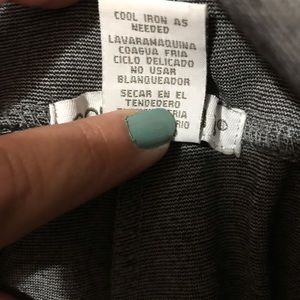 COOL IRON AS
NEEDED
LAVARAMAQUINA
COAGUA FRIA
CICLO DELICADO
NO USAR
BLANQUEADOR
SECAR EN EL
TENDEDERO